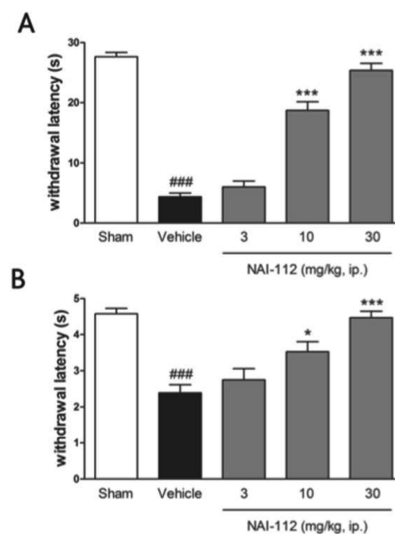 A
withdrawal latency (s)
30
20
10
0
###
***
***
Sham Vehicle 3 10 30
NAI-112 (mg/kg, ip.)
B
withdrawal latency (s)
5
4
3
2
1
0
###
*
***
Sham Vehicle 3 10 30
NAI-112 (mg/kg, ip.)